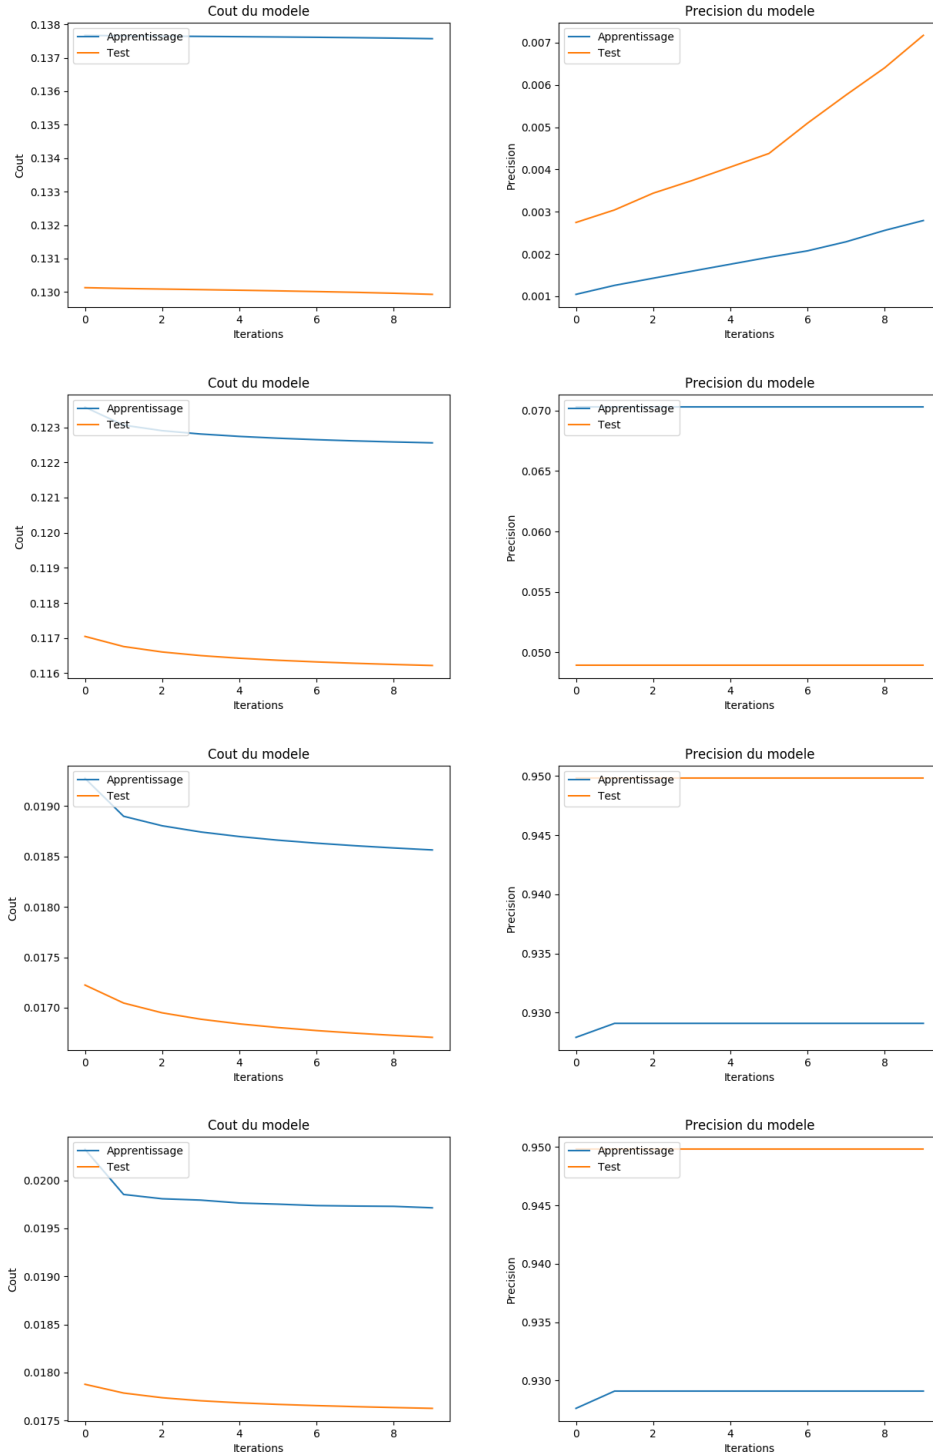 Cout du modele
0.138
0.137
0.136
0.135
0.134
0.133
0.132
0.131
0.130
Cout
Apprentissage
Test
0 2 4 6 8
Iterations
Precision du modele
0.007
0.006
0.005
0.004
0.003
0.002
0.001
Precision
Apprentissage
Test
0 2 4 6 8
Iterations
Cout du modele
0.123
0.122
0.121
0.120
0.119
0.118
0.117
0.116
Cout
Apprentissage
Test
0 2 4 6 8
Iterations
Precision du modele
0.070
0.065
0.060
0.055
0.050
Precision
Apprentissage
Test
0 2 4 6 8
Iterations
Cout du modele
0.0190
0.0185
0.0180
0.0175
0.0170
Cout
Apprentissage
Test
0 2 4 6 8
Iterations
Precision du modele
0.950
0.945
0.940
0.935
0.930
Precision
Apprentissage
Test
0 2 4 6 8
Iterations
Cout du modele
0.0200
0.0195
0.0190
0.0185
0.0180
0.0175
Cout
Apprentissage
Test
0 2 4 6 8
Iterations
Precision du modele
0.950
0.945
0.940
0.935
0.930
Precision
Apprentissage
Test
0 2 4 6 8
Iterations